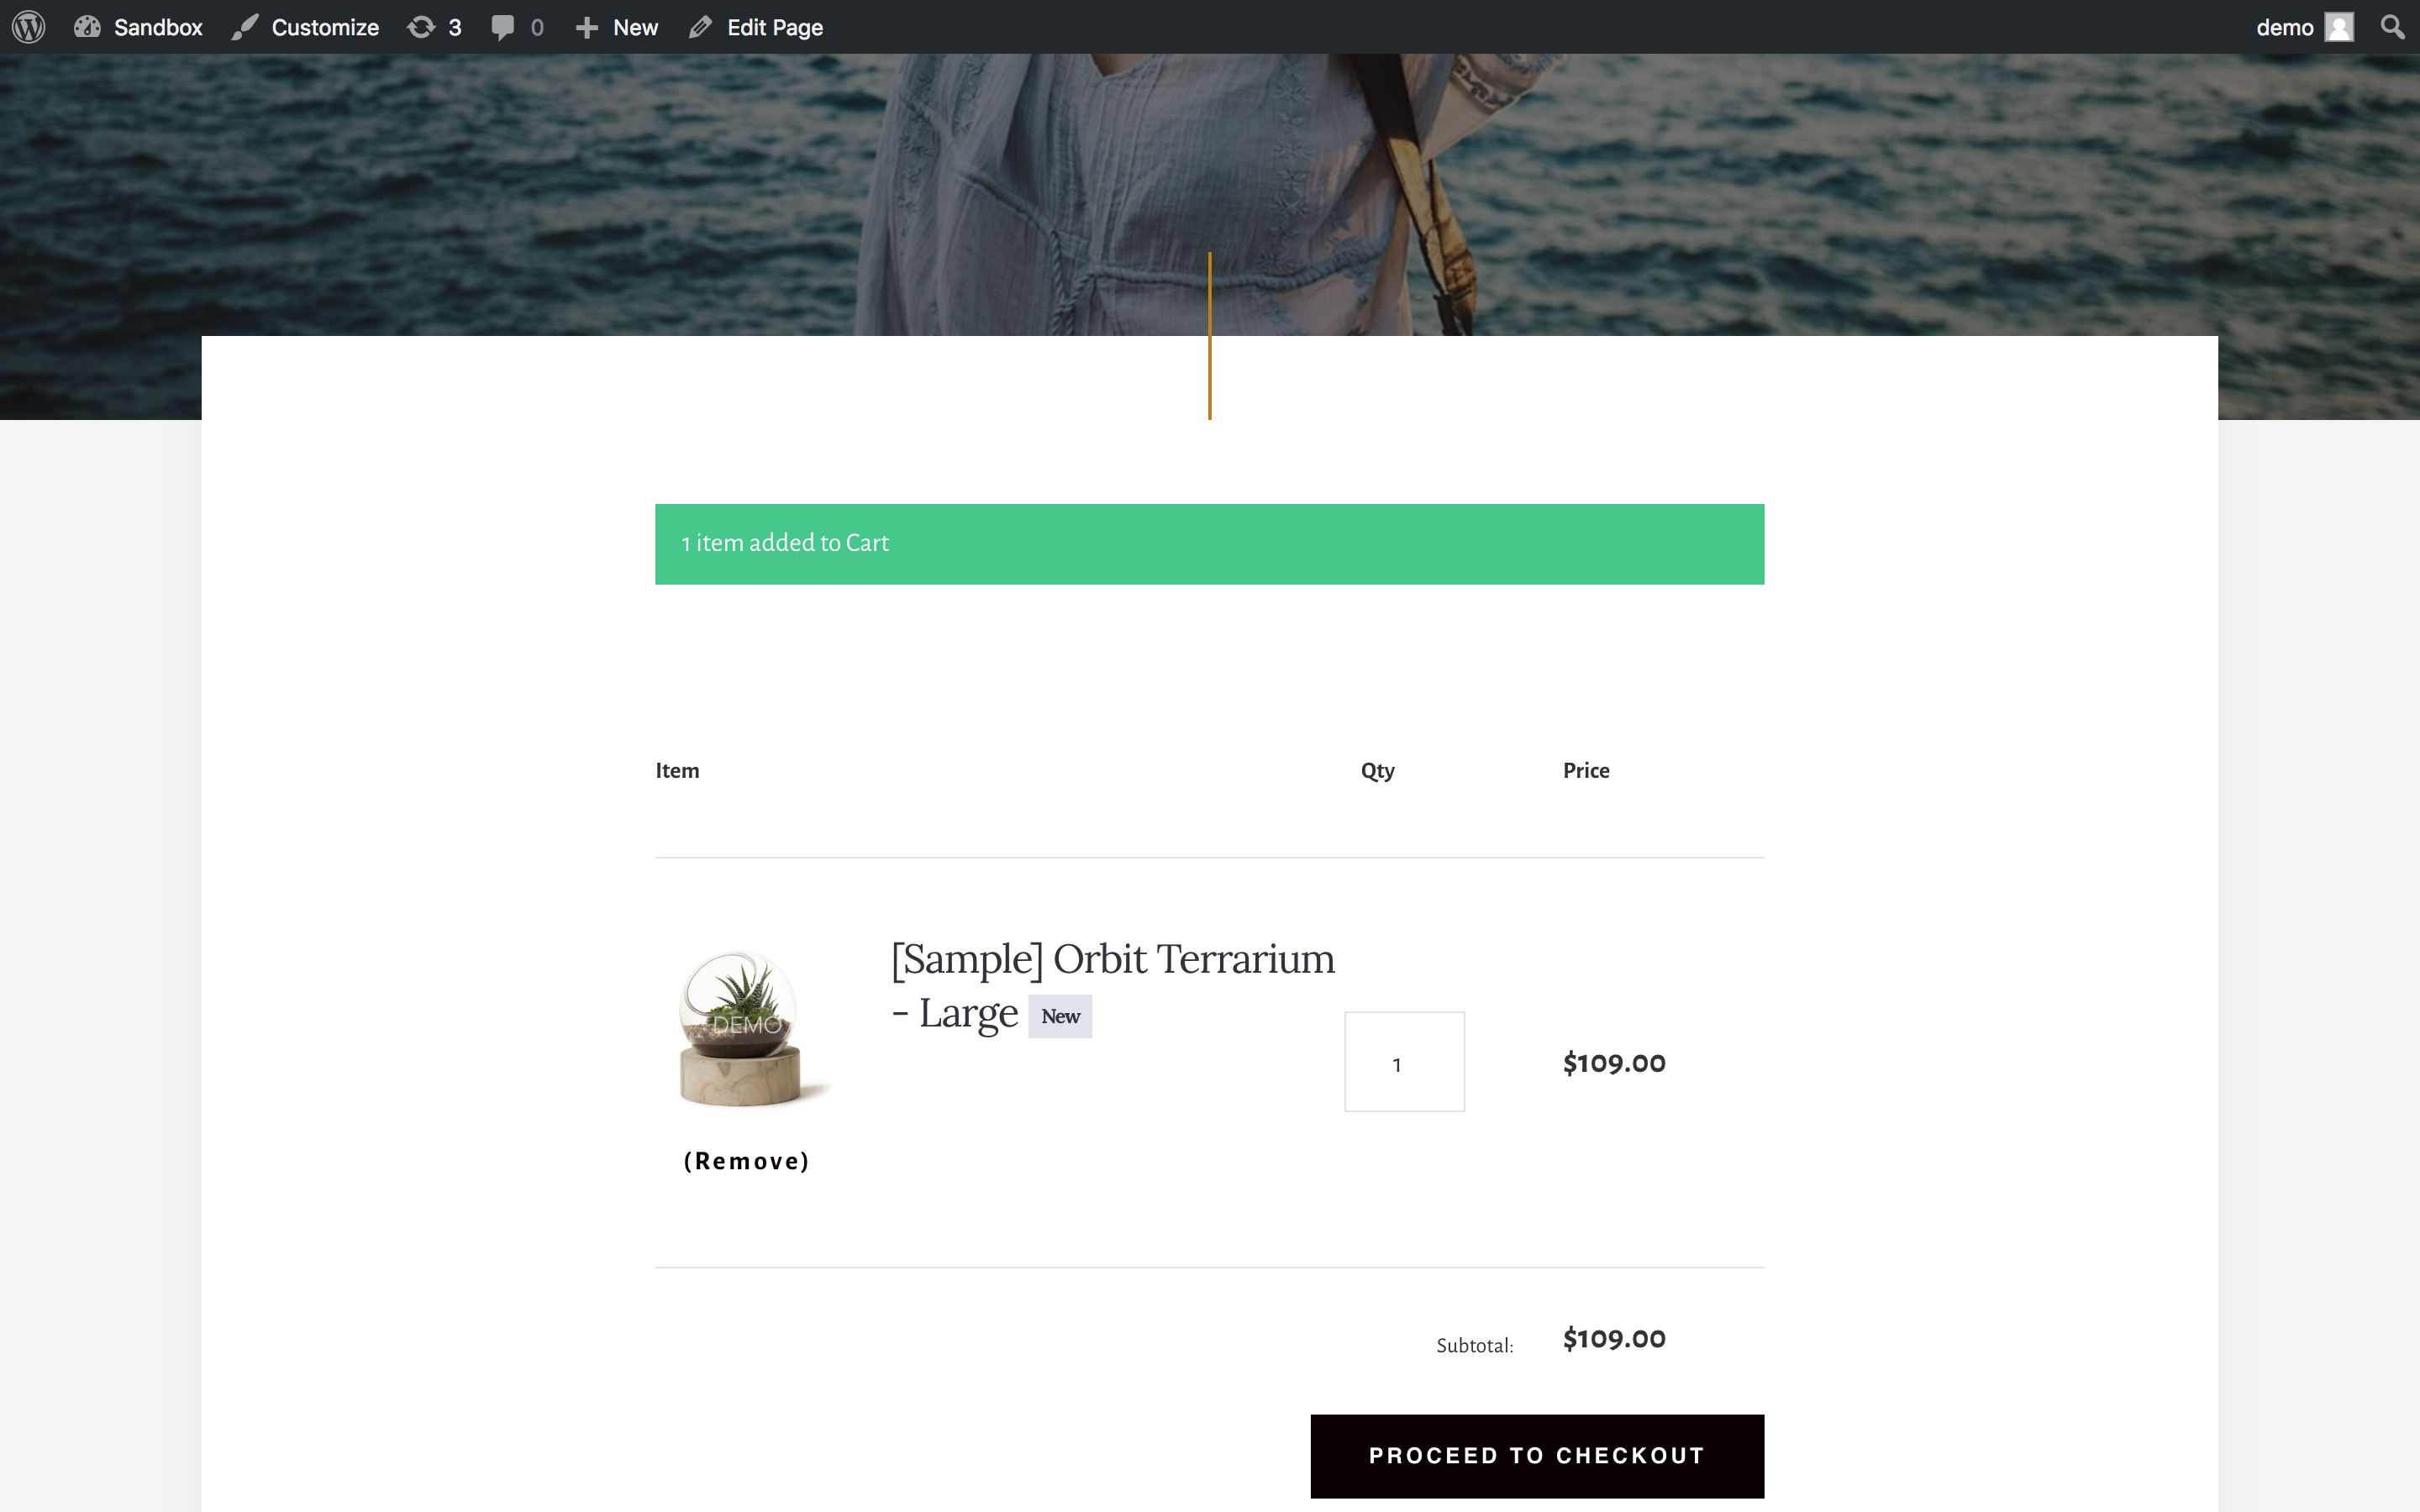 Sandbox Customize 3 0 New Edit Page demo
1 item added to Cart
Item Qty Price
[Sample] Orbit Terrarium
- Large New
DEMO
1 $109.00
(Remove)
Subtotal: $109.00
PROCEED TO CHECKOUT